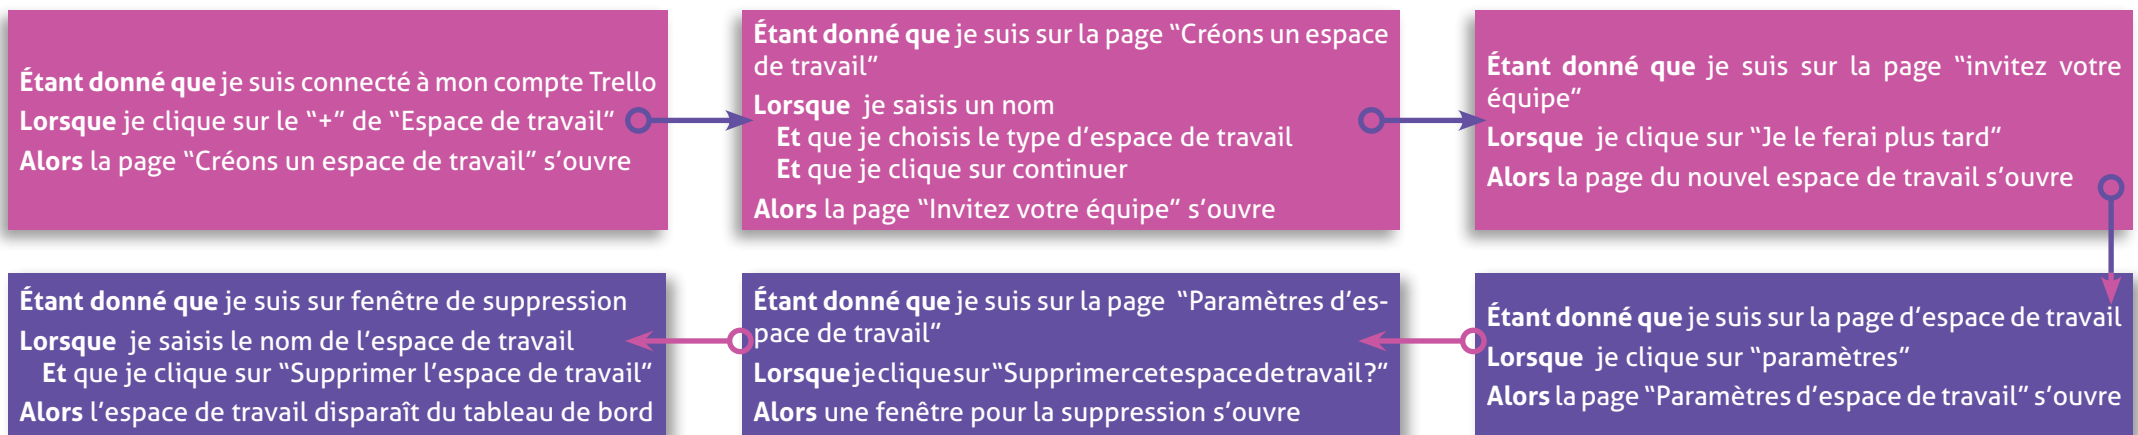 Étant donné que je suis connecté à mon compte Trello
Lorsque je clique sur le “+” de “Espace de travail”
Alors la page “Créons un espace de travail” s’ouvre
Étant donné que je suis sur la page “Créons un espace
de travail”
Lorsque je saisis un nom
Et que je choisis le type d’espace de travail
Et que je clique sur continuer
Alors la page “Invitez votre équipe” s’ouvre
Étant donné que je suis sur la page “invitez votre
équipe”
Lorsque je clique sur “Je le ferai plus tard”
Alors la page du nouvel espace de travail s’ouvre
Étant donné que je suis sur la page d’espace de travail
Lorsque je clique sur “paramètres”
Alors la page “Paramètres d’espace de travail” s’ouvre
Étant donné que je suis sur la page “Paramètres d’es-
pace de travail”
Lorsque je clique sur “Supprimer cet espace de travail ?”
Alors une fenêtre pour la suppression s’ouvre
Étant donné que je suis sur fenêtre de suppression
Lorsque je saisis le nom de l’espace de travail
Et que je clique sur “Supprimer l’espace de travail”
Alors l’espace de travail disparaît du tableau de bord